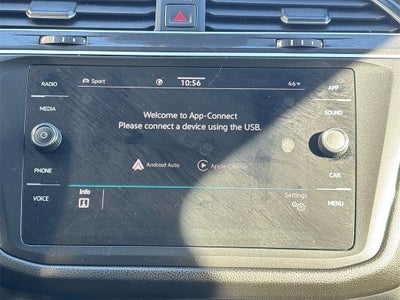 RADIO
MEDIA
PHONE
VOICE
Sport
10:56
46°F
Welcome to App-Connect
Please connect a device using the USB.
Android Auto
Apple CarPlay
Info
Settings
APP
SOUND
CAR
MENU